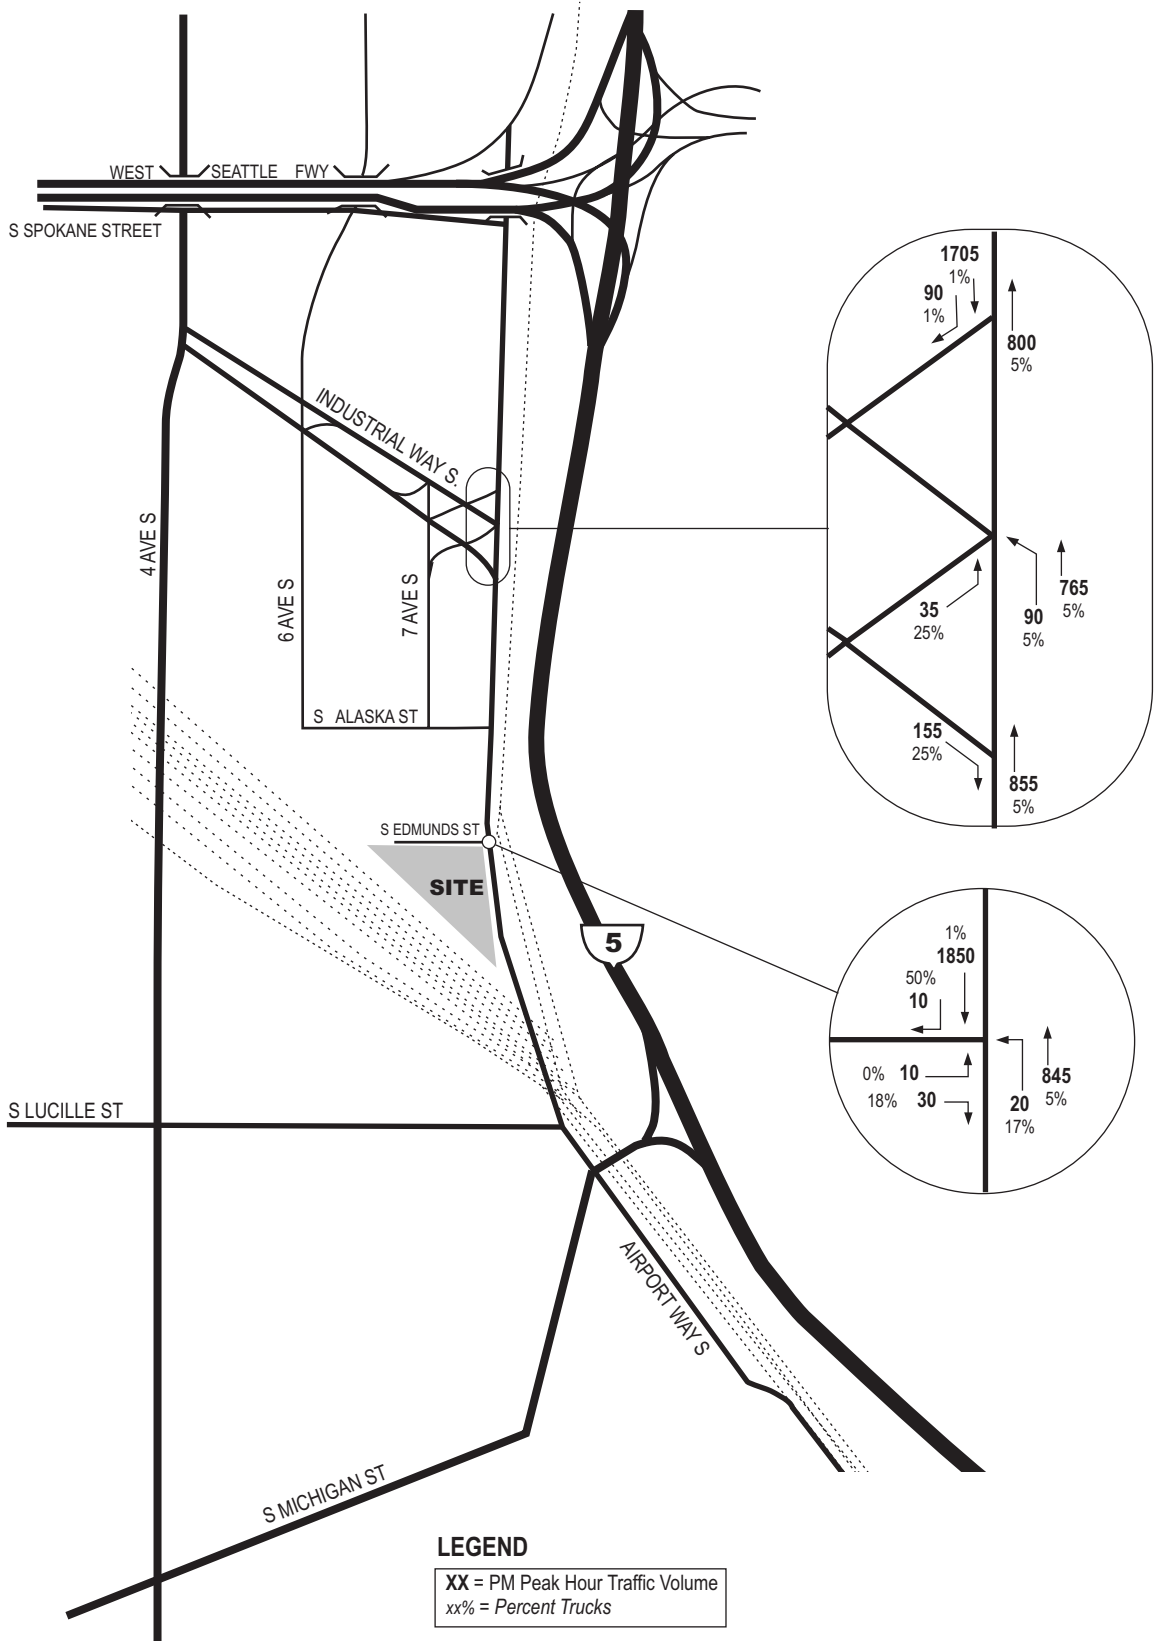 WEST SEATTLE FWY
S SPOKANE STREET
1705
1%
90
1%
800
5%
INDUSTRIAL WAY S.
4 AVE S
6 AVE S
7 AVE S
35
25%
90
5%
765
5%
S ALASKA ST
155
25%
855
5%
S EDMUNDS ST
SITE
5
1%
1850
50%
10
0% 10
18% 30
20
17%
845
5%
S LUCILLE ST
AIRPORT WAY S
S MICHIGAN ST
LEGEND
XX = PM Peak Hour Traffic Volume
xx% = Percent Trucks